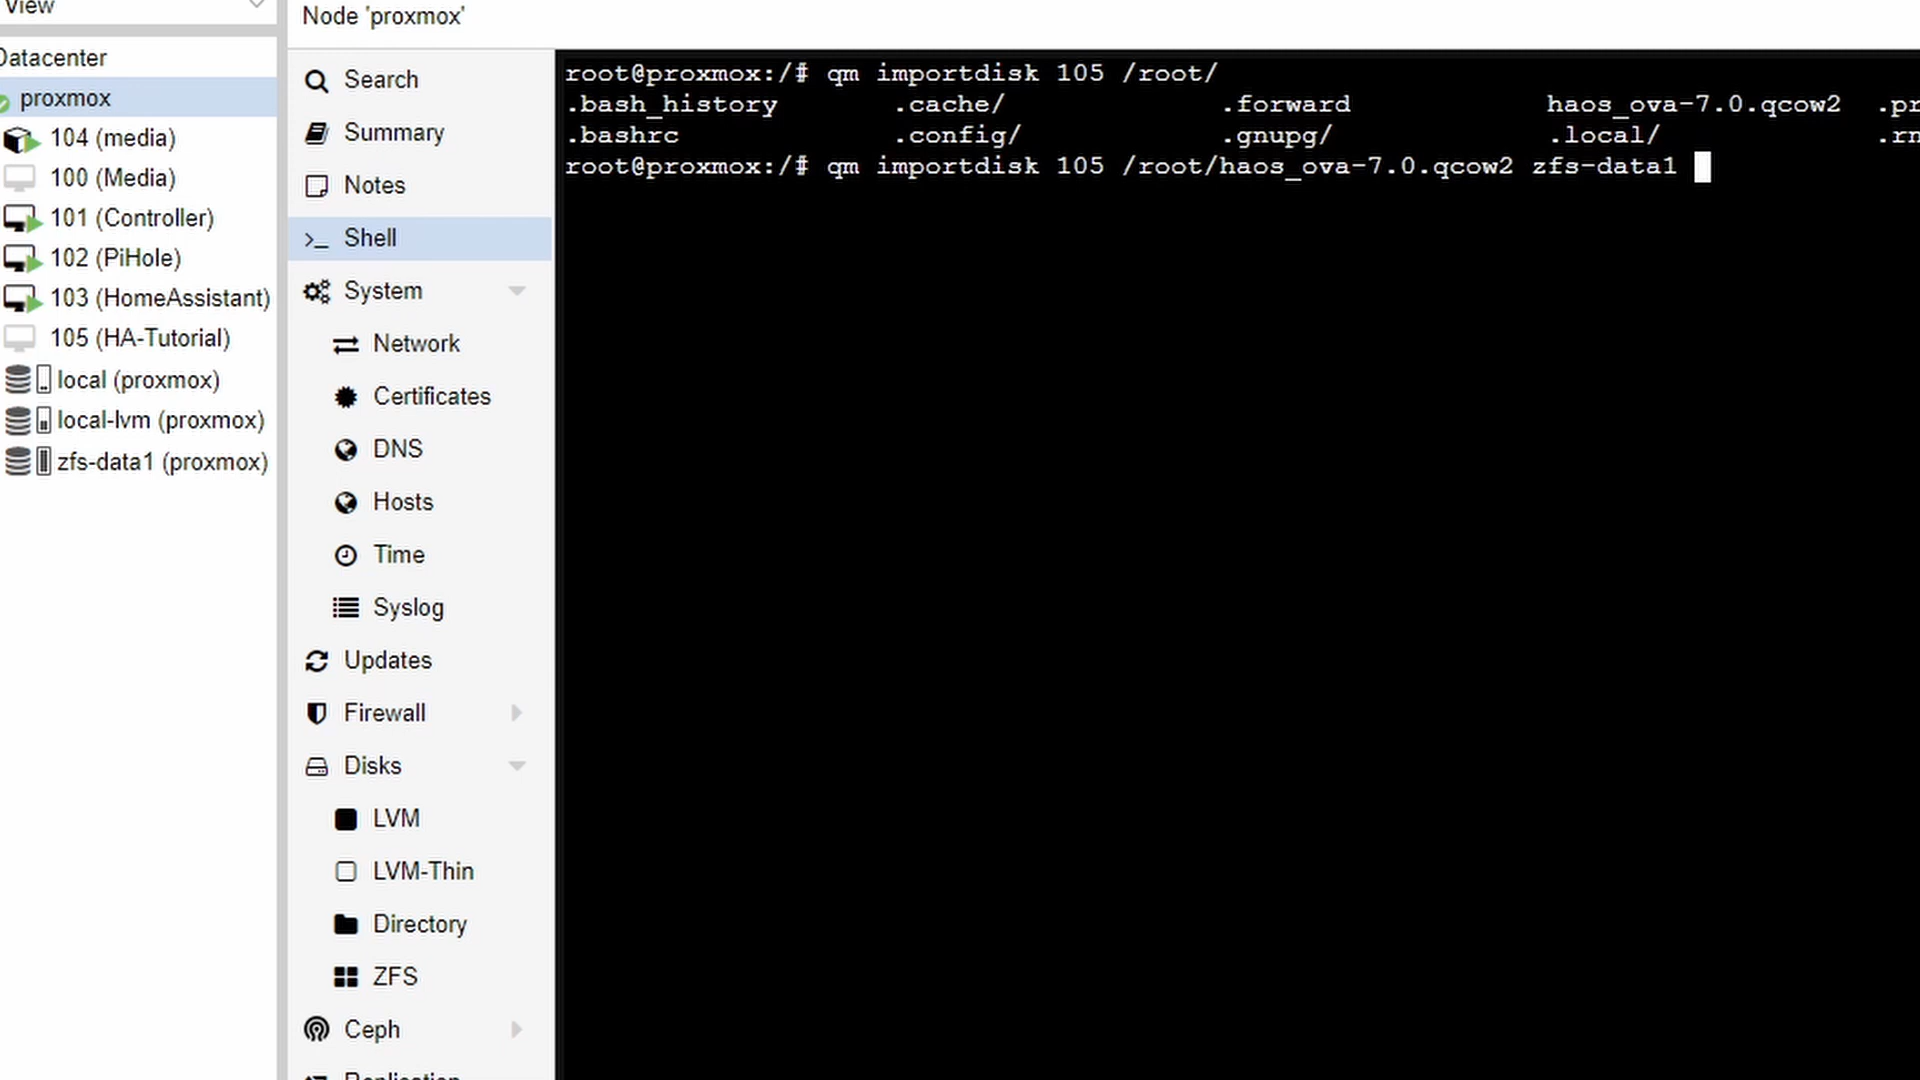 View
Node 'proxmox'
Datacenter
proxmox
104 (media)
100 (Media)
101 (Controller)
102 (PiHole)
103 (HomeAssistant)
105 (HA-Tutorial)
local (proxmox)
local-lvm (proxmox)
zfs-data1 (proxmox)
Search
Summary
Notes
Shell
System
Network
Certificates
DNS
Hosts
Time
Syslog
Updates
Firewall
Disks
LVM
LVM-Thin
Directory
ZFS
Ceph
Replication
root@proxmox:/# qm importdisk 105 /root/
.bash_history .cache/ .forward haos_ova-7.0.qcow2 .pr
.bashrc .config/ .gnupg/ .local/ .rn
root@proxmox:/# qm importdisk 105 /root/haos_ova-7.0.qcow2 zfs-data1